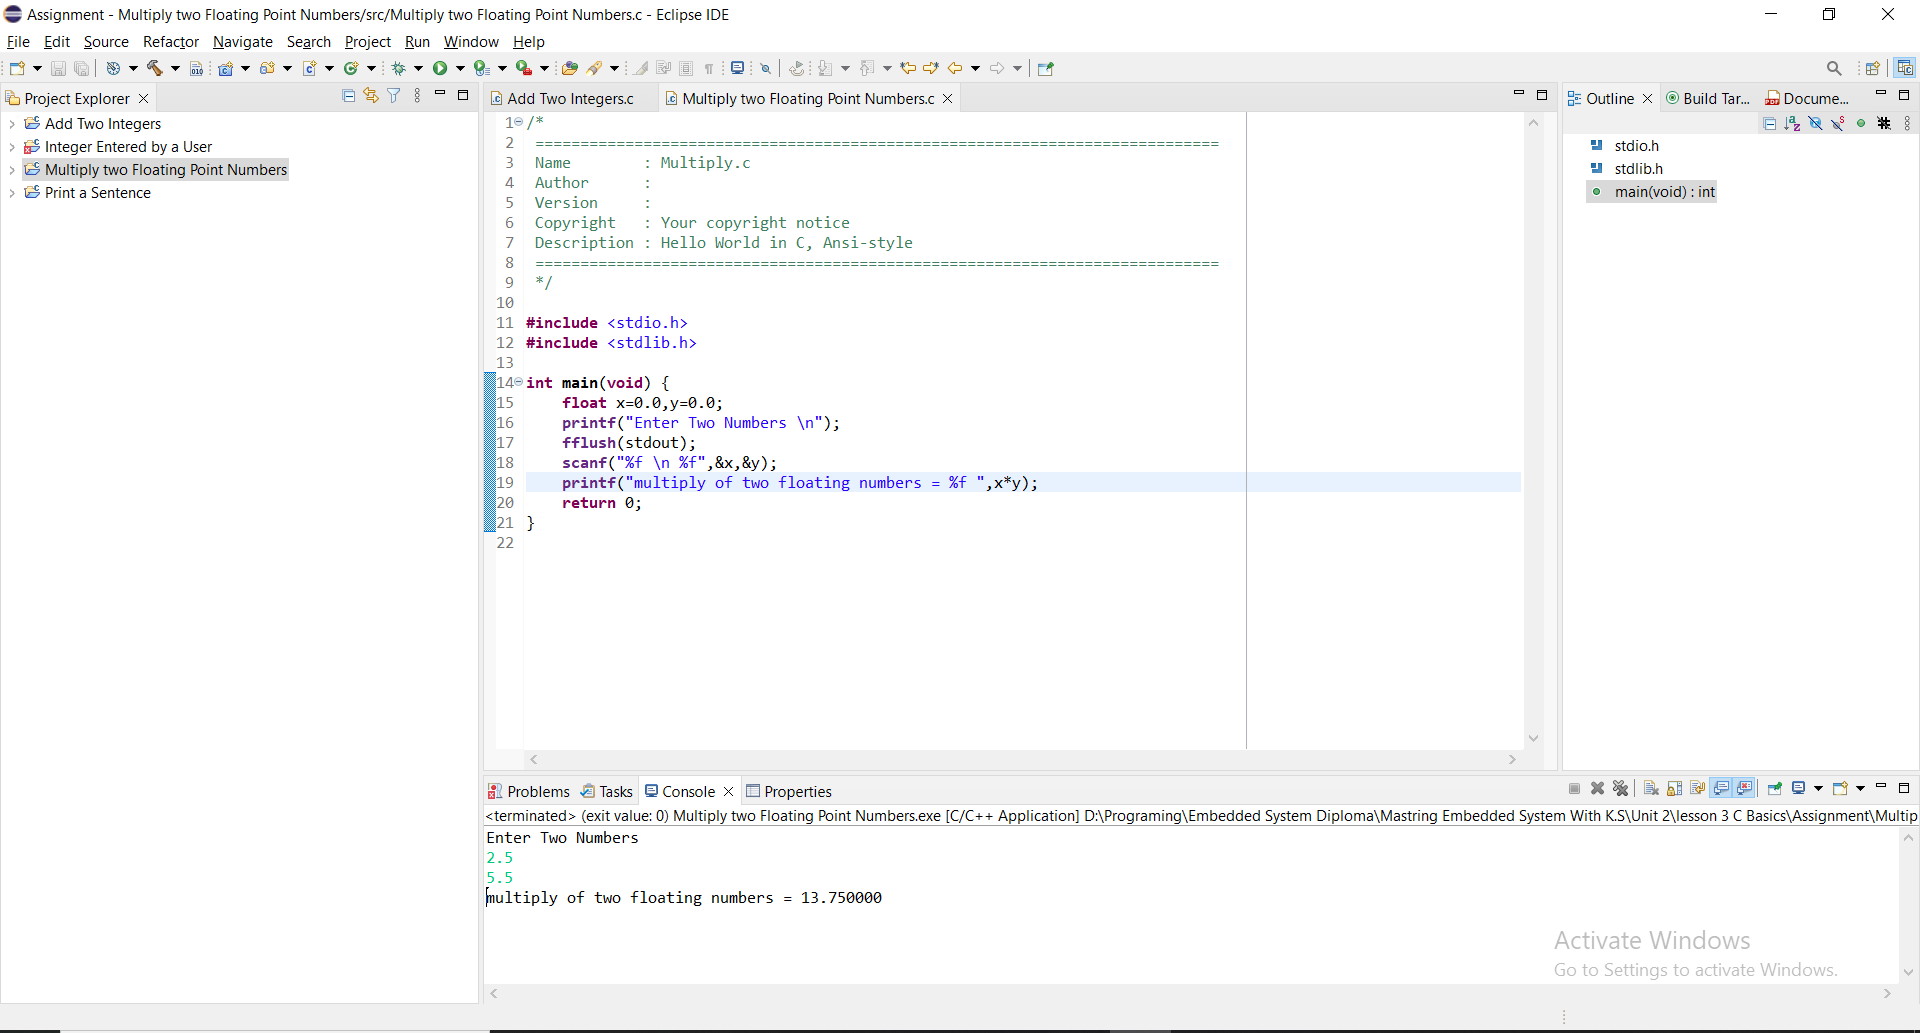 Assignment - Multiply two Floating Point Numbers/src/Multiply two Floating Point Numbers.c - Eclipse IDE
File Edit Source Refactor Navigate Search Project Run Window Help
Project Explorer
Add Two Integers
Integer Entered by a User
Multiply two Floating Point Numbers
Print a Sentence
Add Two Integers.c Multiply two Floating Point Numbers.c
1 /*
2 ============================================================================
3 Name : Multiply.c
4 Author :
5 Version :
6 Copyright : Your copyright notice
7 Description : Hello World in C, Ansi-style
8 ============================================================================
9 */
10
11 #include <stdio.h>
12 #include <stdlib.h>
13
14 int main(void) {
15 float x=0.0,y=0.0;
16 printf("Enter Two Numbers \n");
17 fflush(stdout);
18 scanf("%f \n %f",&x,&y);
19 printf("multiply of two floating numbers = %f ",x*y);
20 return 0;
21 }
22
Outline Build Tar... Docume...
stdio.h
stdlib.h
main(void) : int
Problems Tasks Console Properties
<terminated> (exit value: 0) Multiply two Floating Point Numbers.exe [C/C++ Application] D:\Programing\Embedded System Diploma\Mastring Embedded System With K.S\Unit 2\lesson 3 C Basics\Assignment\Multip
Enter Two Numbers
2.5
5.5
multiply of two floating numbers = 13.750000
Activate Windows
Go to Settings to activate Windows.